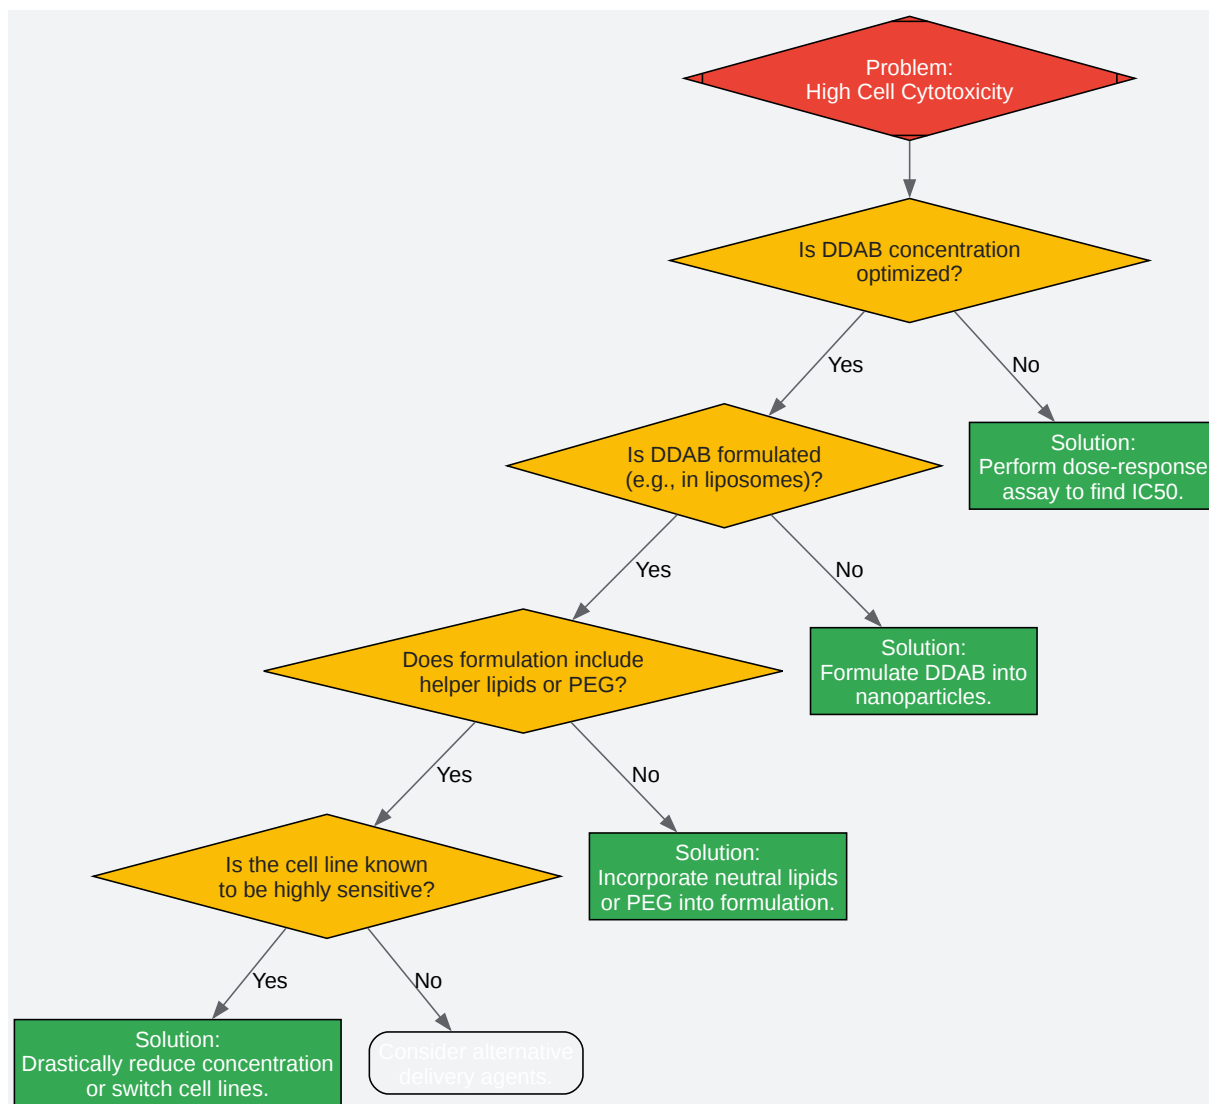 Problem:
High Cell Cytotoxicity
Is DDAB concentration
optimized?
Yes
No
Is DDAB formulated
(e.g., in liposomes)?
Solution:
Perform dose-response
assay to find IC50.
Yes
No
Does formulation include
helper lipids or PEG?
Solution:
Formulate DDAB into
nanoparticles.
Yes
No
Is the cell line known
to be highly sensitive?
Solution:
Incorporate neutral lipids
or PEG into formulation.
Yes
No
Solution:
Drastically reduce concentration
or switch cell lines.
Consider alternative
delivery agents.